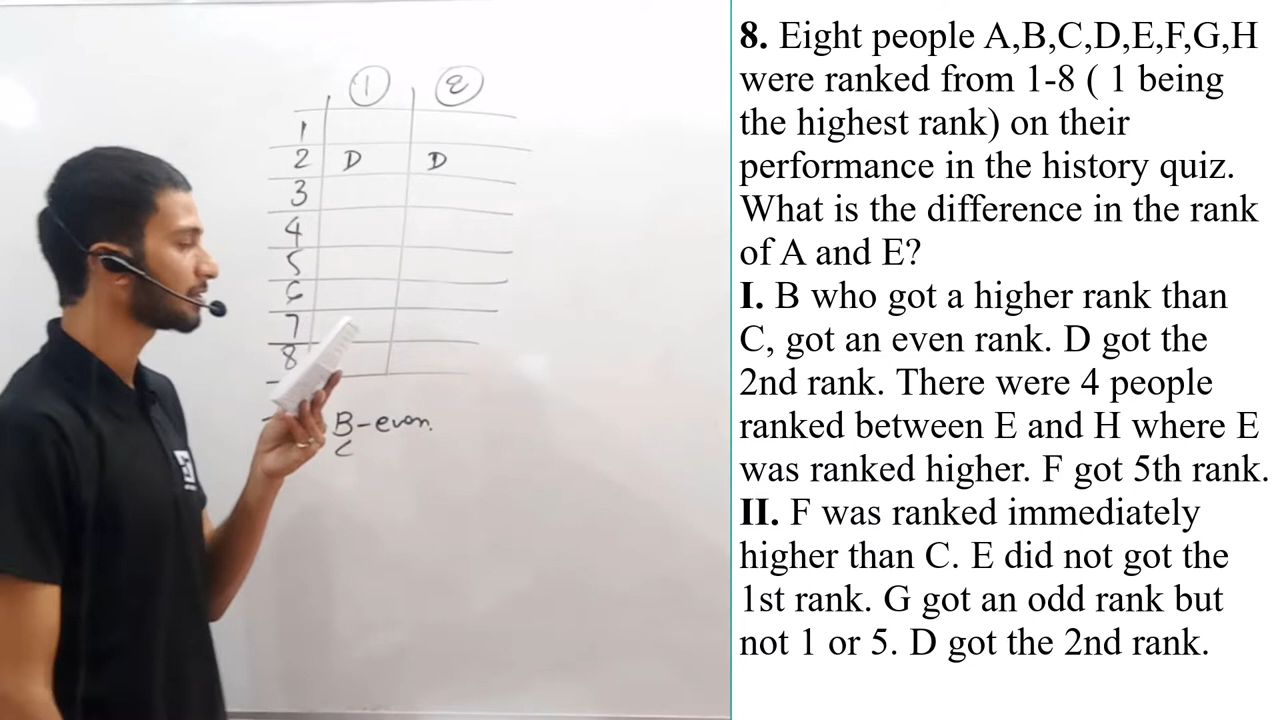 ① ②
1
2 D D
3
4
5
6
7
8
B-even.
C
8. Eight people A,B,C,D,E,F,G,H
were ranked from 1-8 ( 1 being
the highest rank) on their
performance in the history quiz.
What is the difference in the rank
of A and E?
I. B who got a higher rank than
C, got an even rank. D got the
2nd rank. There were 4 people
ranked between E and H where E
was ranked higher. F got 5th rank.
II. F was ranked immediately
higher than C. E did not got the
1st rank. G got an odd rank but
not 1 or 5. D got the 2nd rank.